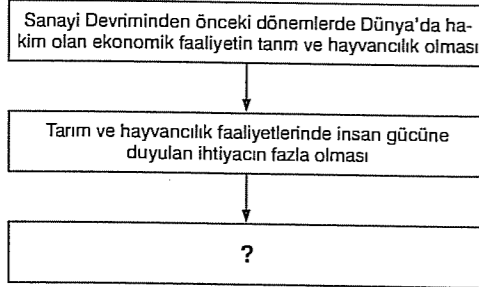 Sanayi Devriminden önceki dönemlerde Dünya'da ha-
kim olan ekonomik faaliyetin tarım ve hayvancılık olması
Tarım ve hayvancılık faaliyetlerinde insan gücüne
duyulan ihtiyacın fazla olması
?